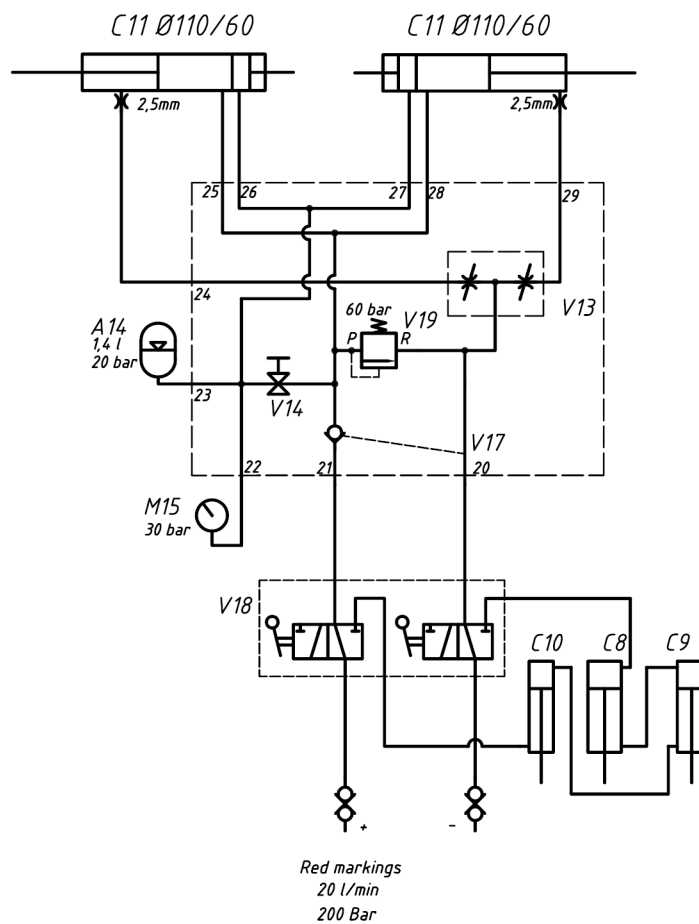 C11 Ø110/60
C11 Ø110/60
2,5mm
2,5mm
25
26
27
28
29
24
V13
60 bar
V19
P
R
A14
1,4 l
20 bar
23
V14
V17
22
21
20
M15
30 bar
V18
C10
C8
C9
+
-
Red markings
20 l/min
200 Bar